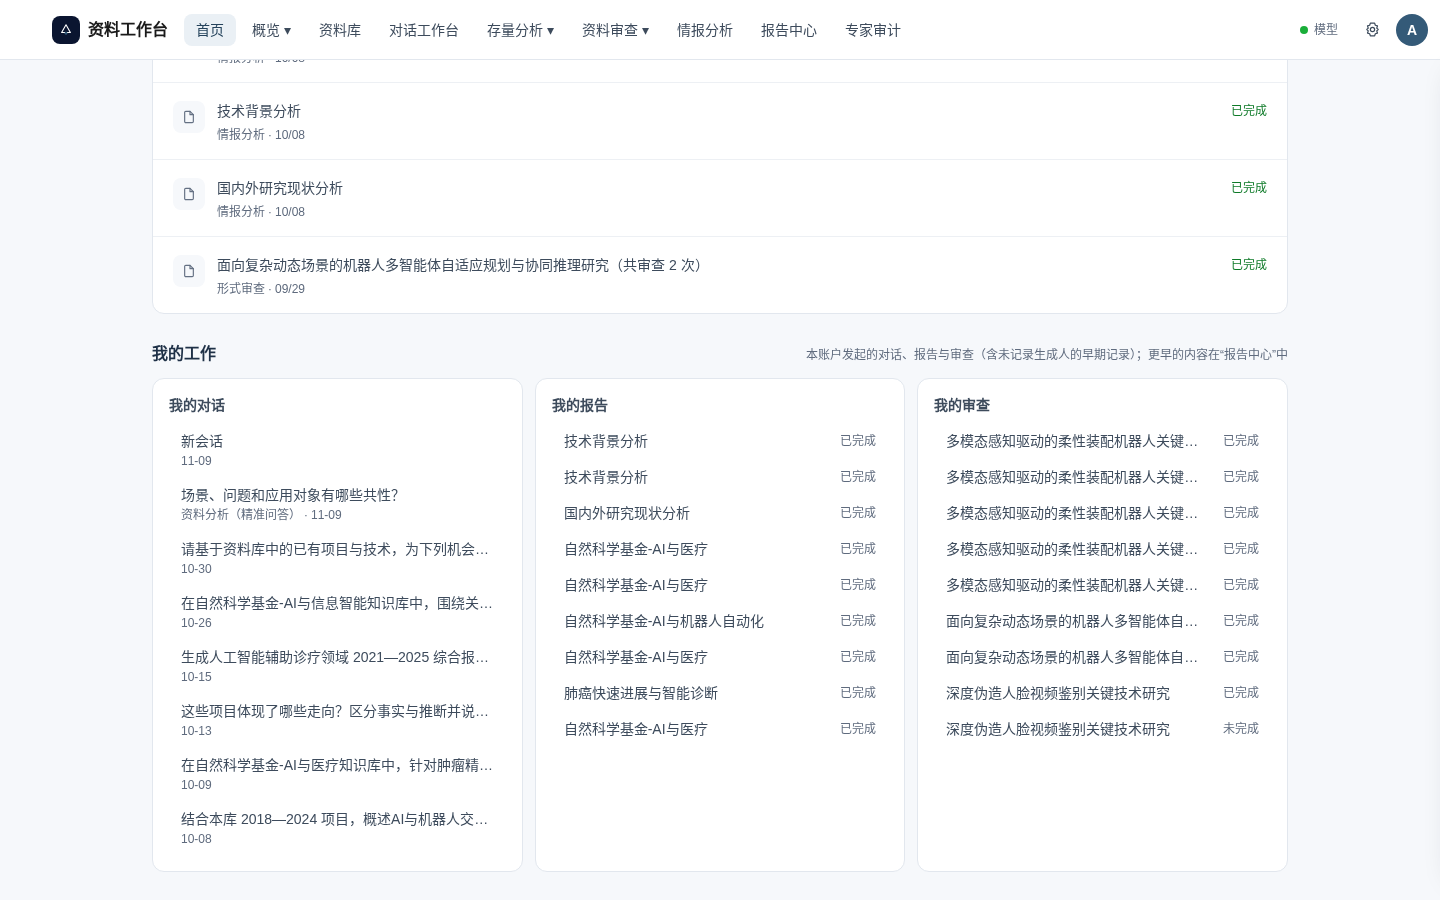 资料工作台
首页
概览 ▾
资料库
对话工作台
存量分析 ▾
资料审查 ▾
情报分析
报告中心
专家审计
模型
A
情报分析 · 10/08
技术背景分析
已完成
情报分析 · 10/08
国内外研究现状分析
已完成
情报分析 · 10/08
面向复杂动态场景的机器人多智能体自适应规划与协同推理研究（共审查 2 次）
已完成
形式审查 · 09/29
我的工作
本账户发起的对话、报告与审查（含未记录生成人的早期记录）；更早的内容在“报告中心”中
我的对话
新会话
11-09
场景、问题和应用对象有哪些共性？
资料分析（精准问答） · 11-09
请基于资料库中的已有项目与技术，为下列机会…
10-30
在自然科学基金-AI与信息智能知识库中，围绕关…
10-26
生成人工智能辅助诊疗领域 2021—2025 综合报…
10-15
这些项目体现了哪些走向？区分事实与推断并说…
10-13
在自然科学基金-AI与医疗知识库中，针对肿瘤精…
10-09
结合本库 2018—2024 项目，概述AI与机器人交…
10-08
我的报告
技术背景分析 已完成
技术背景分析 已完成
国内外研究现状分析 已完成
自然科学基金-AI与医疗 已完成
自然科学基金-AI与医疗 已完成
自然科学基金-AI与机器人自动化 已完成
自然科学基金-AI与医疗 已完成
肺癌快速进展与智能诊断 已完成
自然科学基金-AI与医疗 已完成
我的审查
多模态感知驱动的柔性装配机器人关键… 已完成
多模态感知驱动的柔性装配机器人关键… 已完成
多模态感知驱动的柔性装配机器人关键… 已完成
多模态感知驱动的柔性装配机器人关键… 已完成
多模态感知驱动的柔性装配机器人关键… 已完成
面向复杂动态场景的机器人多智能体自… 已完成
面向复杂动态场景的机器人多智能体自… 已完成
深度伪造人脸视频鉴别关键技术研究 已完成
深度伪造人脸视频鉴别关键技术研究 未完成